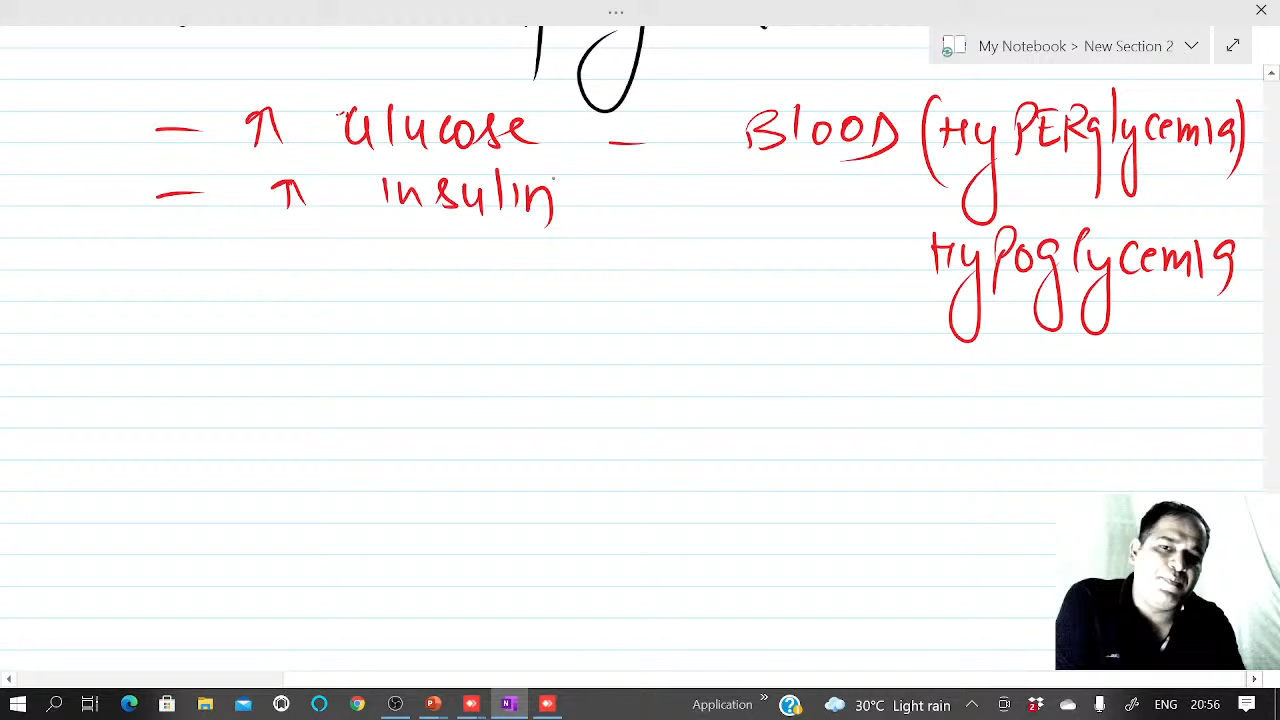 My Notebook > New Section 2
– ↑ Glucose – BLOOD (HyPERglycemia)
– ↑ insulin
HyPoglycemia
Application
30°C Light rain
ENG
20:56